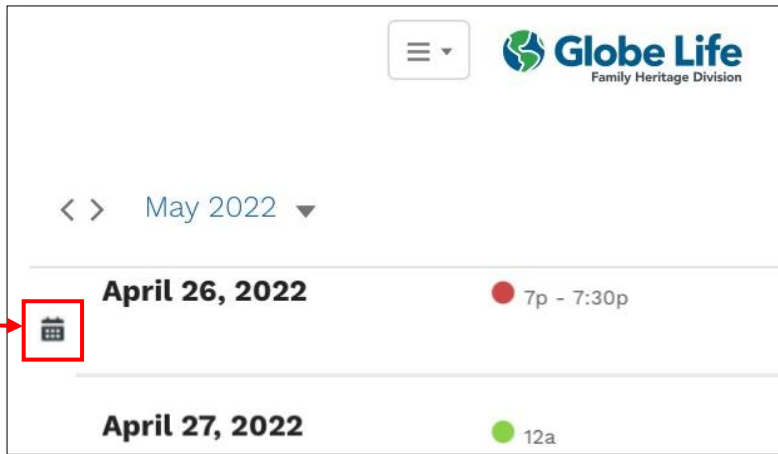 Globe Life
Family Heritage Division
May 2022
April 26, 2022
7p - 7:30p
April 27, 2022
12a